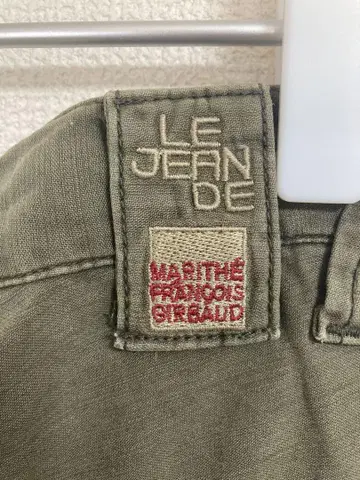 LE
JEAN
DE
MARITHÉ
FRANÇOIS
GIRBAUD